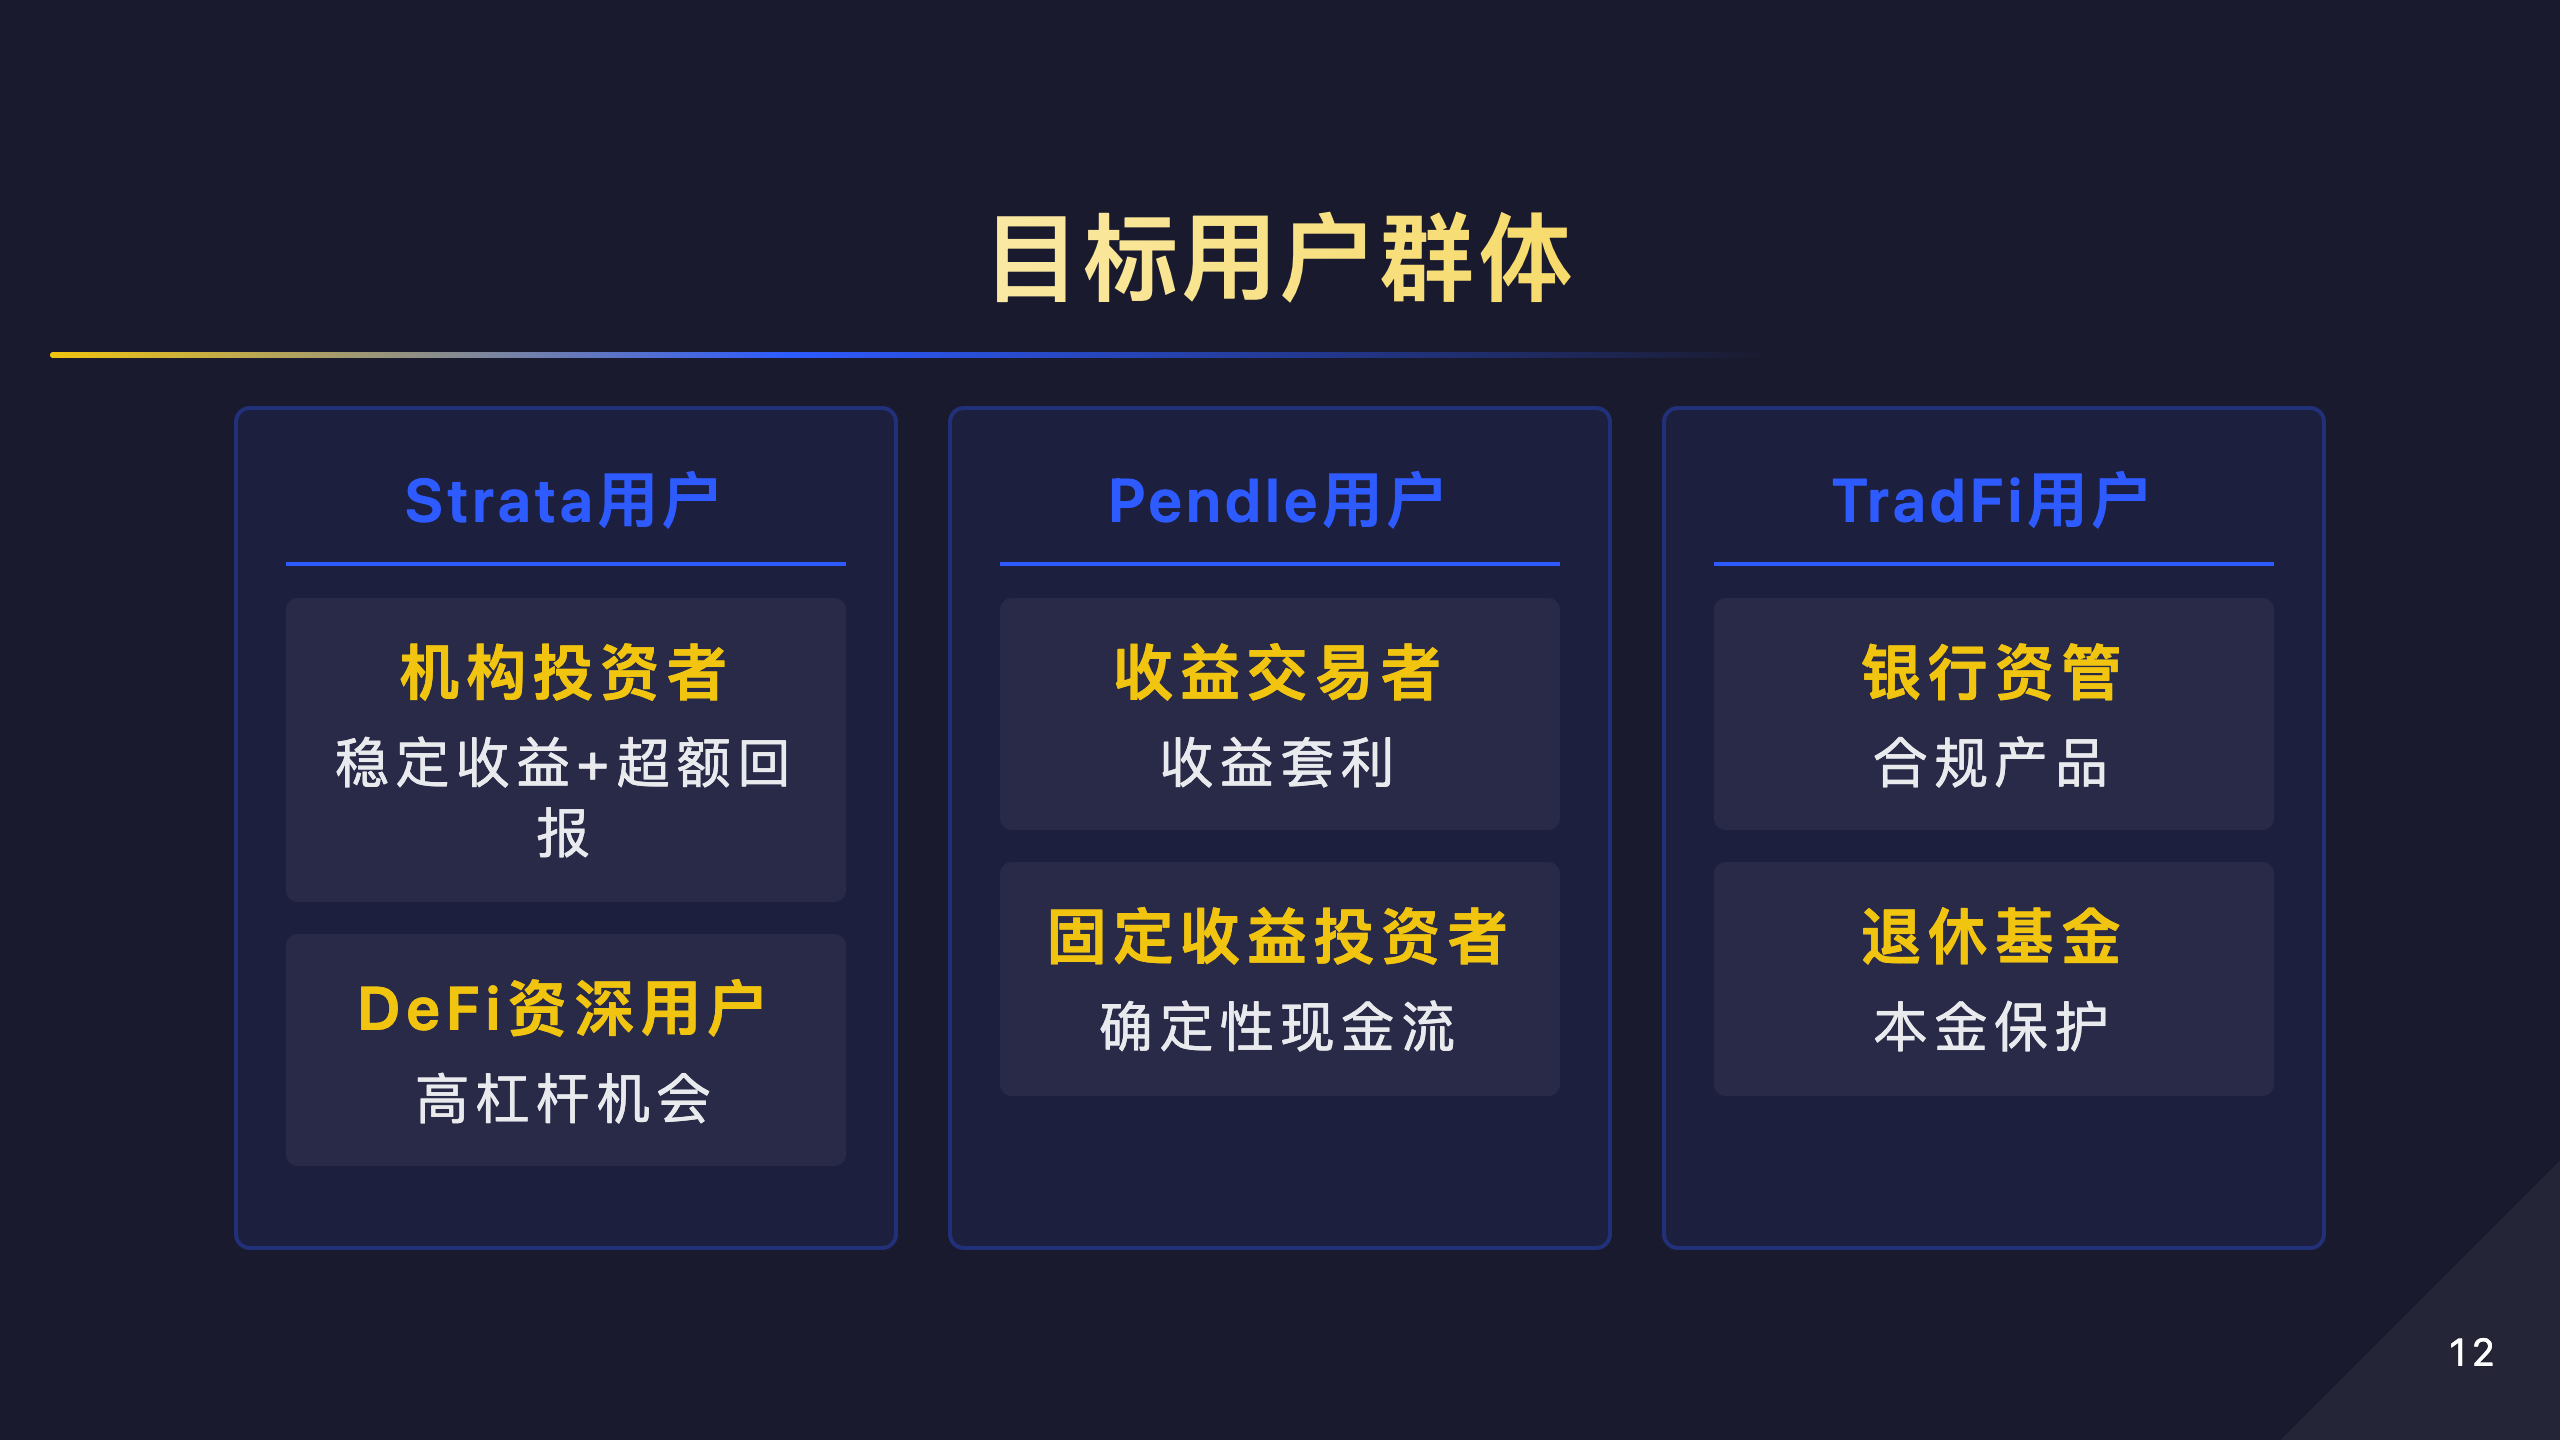 目标用户群体
Strata用户
机构投资者
稳定收益+超额回
报
DeFi资深用户
高杠杆机会
Pendle用户
收益交易者
收益套利
固定收益投资者
确定性现金流
TradFi用户
银行资管
合规产品
退休基金
本金保护
12